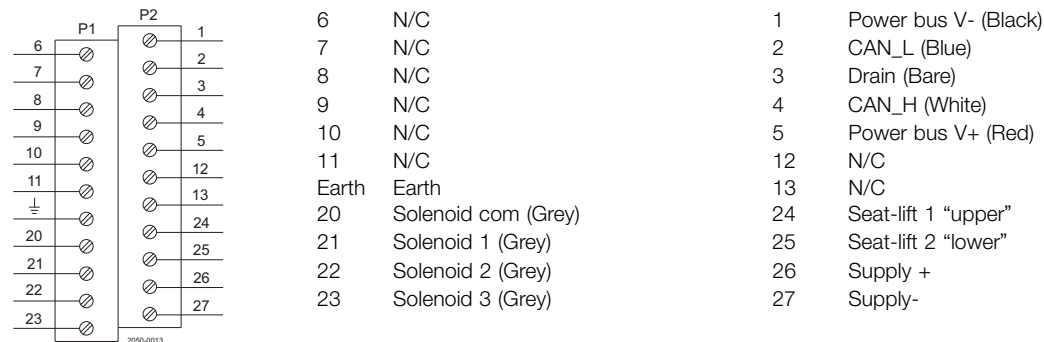 P1
P2
6
7
8
9
10
11
20
21
22
23
1
2
3
4
5
12
13
24
25
26
27
2050-0013
6 N/C
7 N/C
8 N/C
9 N/C
10 N/C
11 N/C
Earth Earth
20 Solenoid com (Grey)
21 Solenoid 1 (Grey)
22 Solenoid 2 (Grey)
23 Solenoid 3 (Grey)
1 Power bus V- (Black)
2 CAN_L (Blue)
3 Drain (Bare)
4 CAN_H (White)
5 Power bus V+ (Red)
12 N/C
13 N/C
24 Seat-lift 1 “upper”
25 Seat-lift 2 “lower”
26 Supply +
27 Supply-